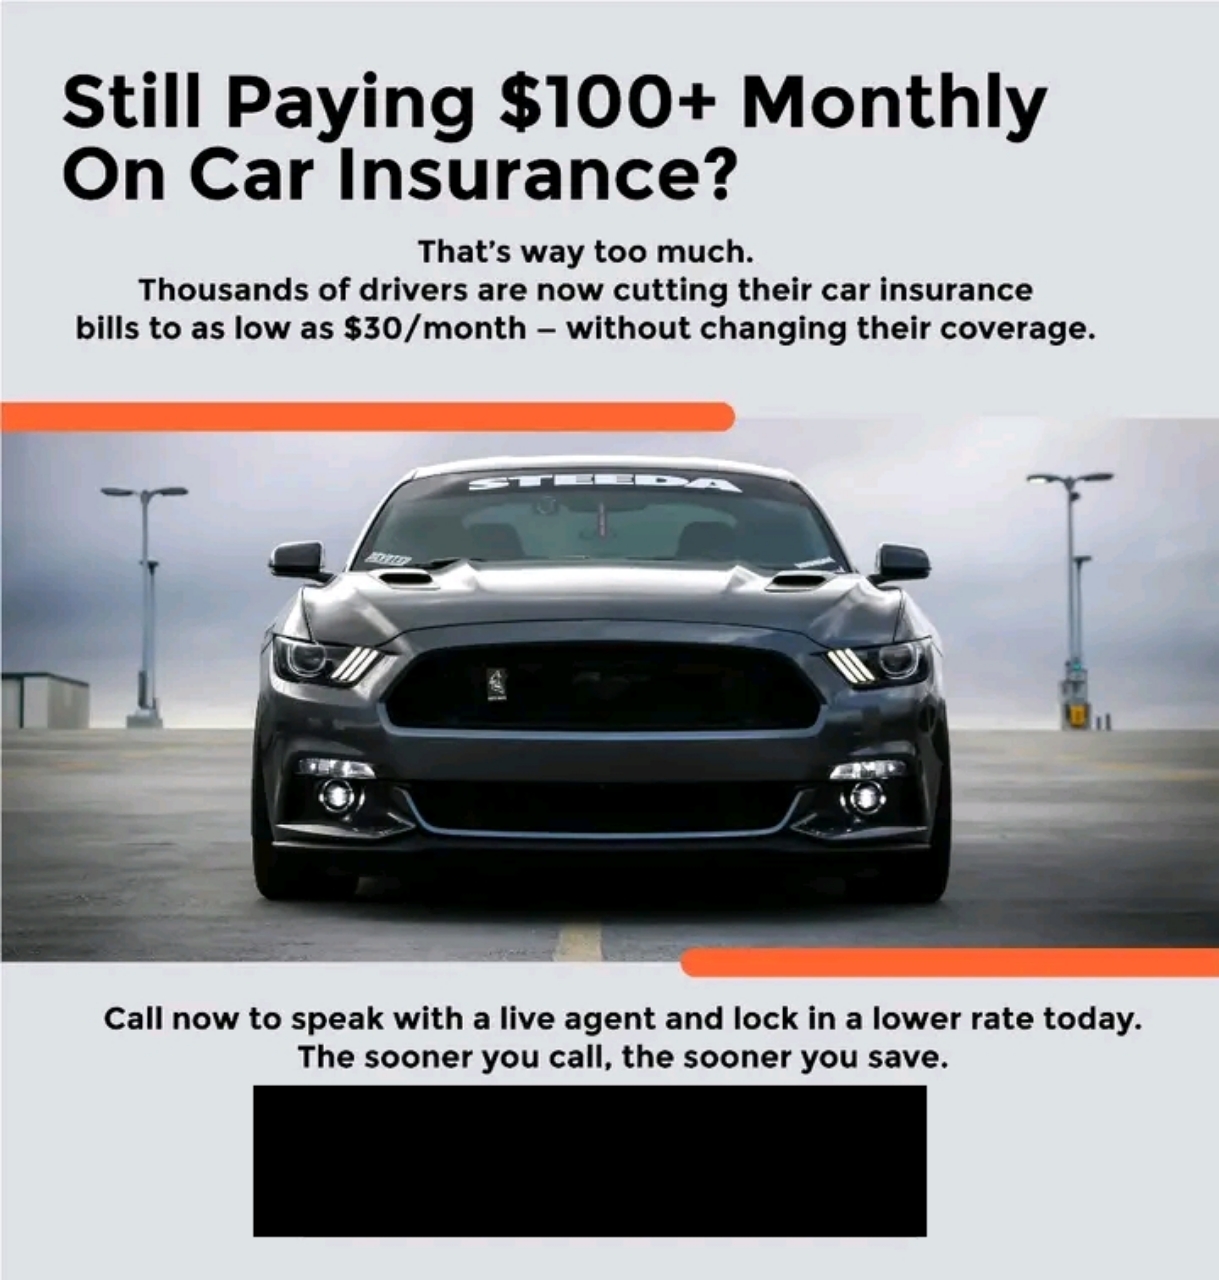 Still Paying $100+ Monthly
On Car Insurance?
That's way too much.
Thousands of drivers are now cutting their car insurance
bills to as low as $30/month – without changing their coverage.
STEEDA
Call now to speak with a live agent and lock in a lower rate today.
The sooner you call, the sooner you save.